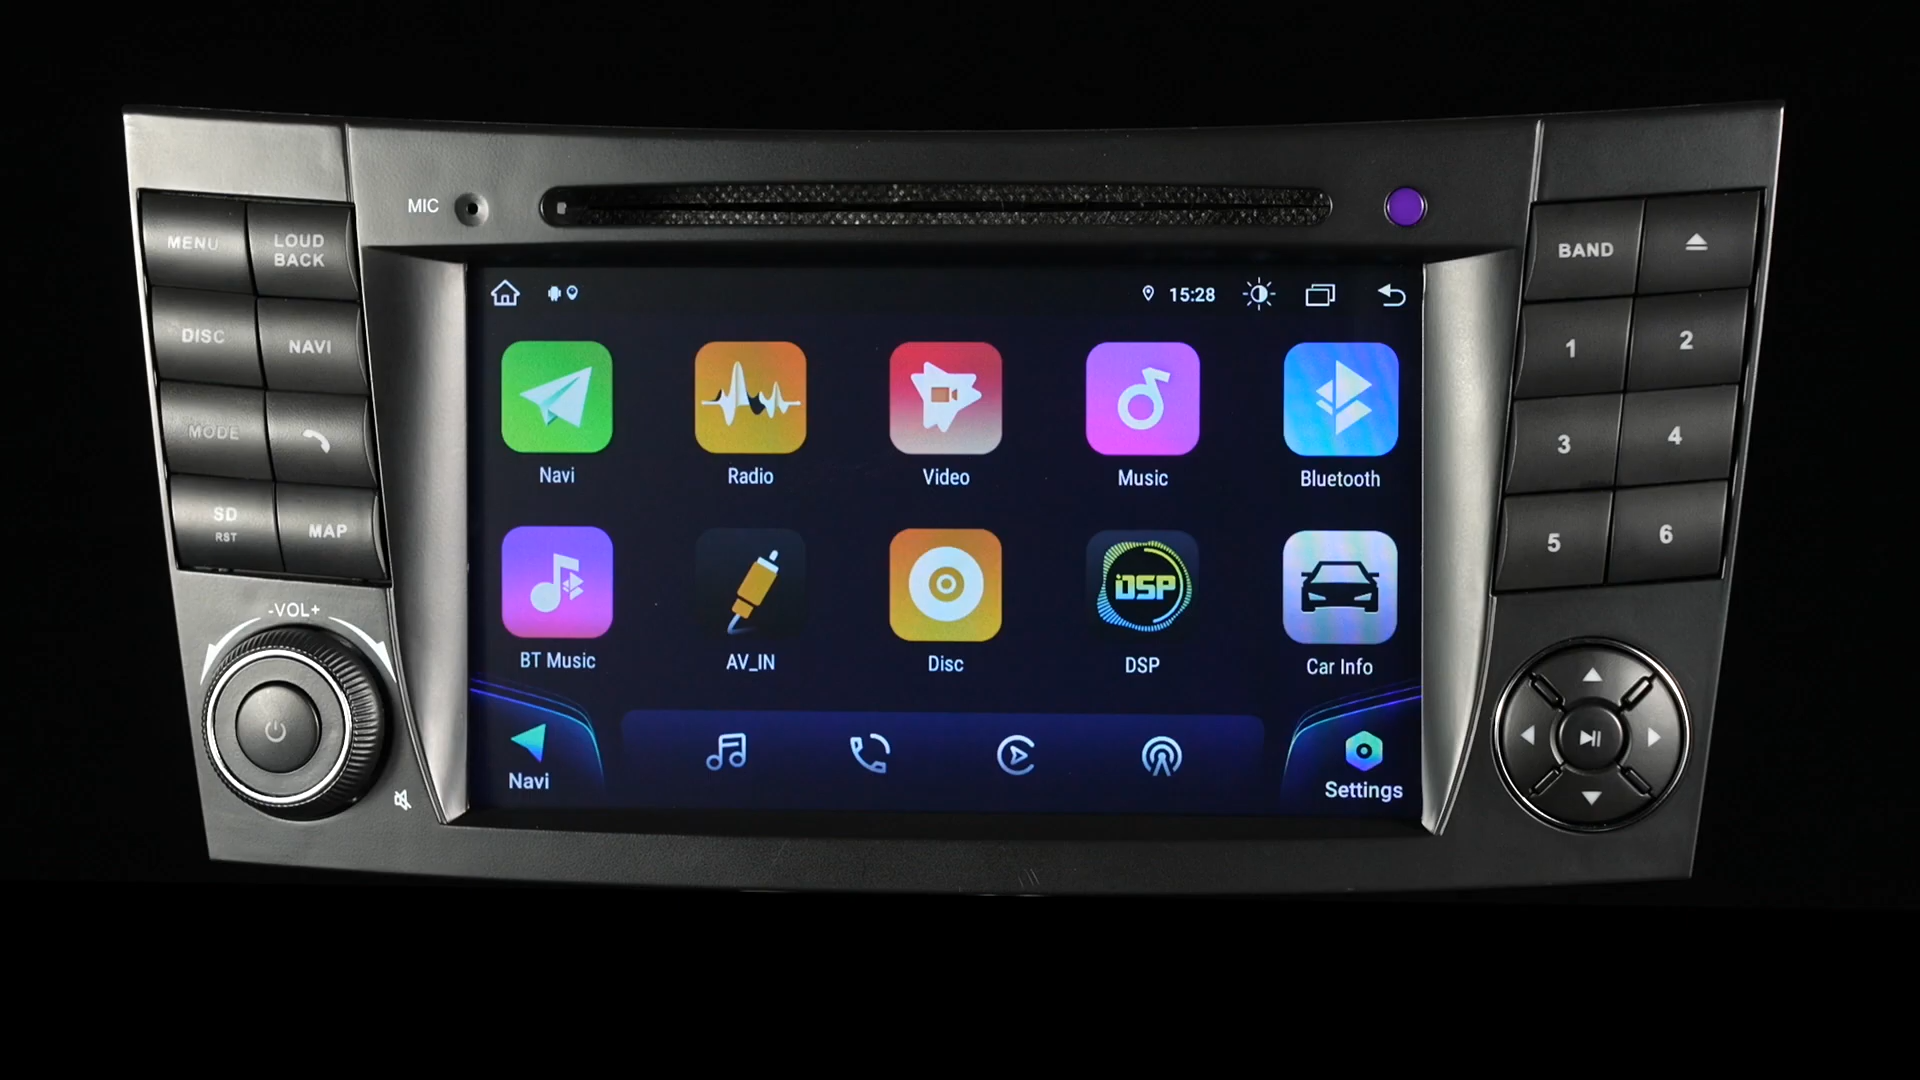 MIC
MENU
LOUD
BACK
DISC
NAVI
MODE
SD
RST
MAP
-VOL+
15:28
Navi
Radio
Video
Music
Bluetooth
BT Music
AV_IN
Disc
DSP
DSP
Car Info
Navi
Settings
BAND
1
2
3
4
5
6